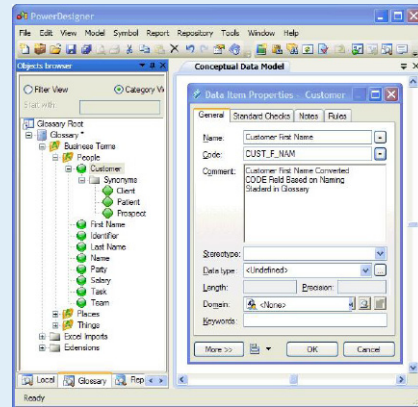 PowerDesigner
File Edit View Model Symbol Report Repository Tools Window Help
Objects browser
Conceptual Data Model
Filter View
Category Vi
Start with:
Glossary Root
Glossary *
Business Terms
People
Customer
Synonyms
Client
Patient
Prospect
First Name
Identifier
Last Name
Name
Party
Salary
Task
Team
Places
Things
Excel Imports
Extensions
Local Glossary Rep
Ready
Data Item Properties - Customer
General Standard Checks Notes Rules
Name: Customer First Name
Code: CUST_F_NAM
Comment: Customer First Name Converted
CODE Field Based on Naming
Stadard in Glossary
Stereotype:
Data type: <Undefined>
Length: Precision:
Domain: <None>
Keywords:
More >> OK Cancel